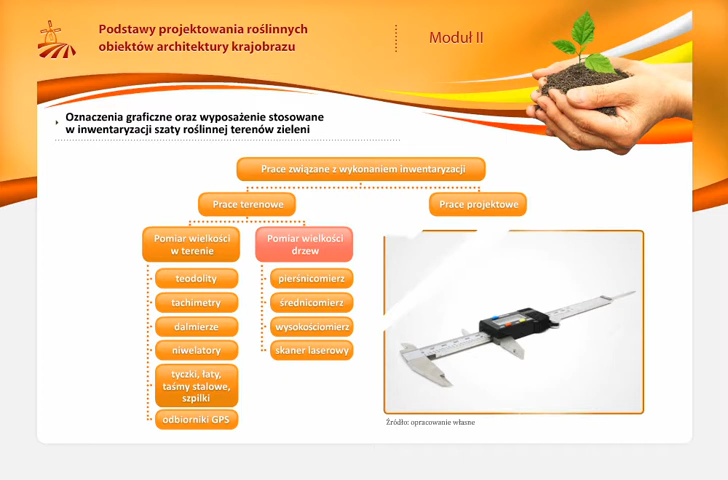 Podstawy projektowania roślinnych
obiektów architektury krajobrazu
Moduł II
Oznaczenia graficzne oraz wyposażenie stosowane
w inwentaryzacji szaty roślinnej terenów zieleni
Prace związane z wykonaniem inwentaryzacji
Prace terenowe
Prace projektowe
Pomiar wielkości
w terenie
Pomiar wielkości
drzew
teodolity
pierśnicomierz
tachimetry
średnicomierz
dalmierze
wysokościomierz
niwelatory
skaner laserowy
tyczki, łaty,
taśmy stalowe,
szpilki
odbiorniki GPS
Źródło: opracowanie własne